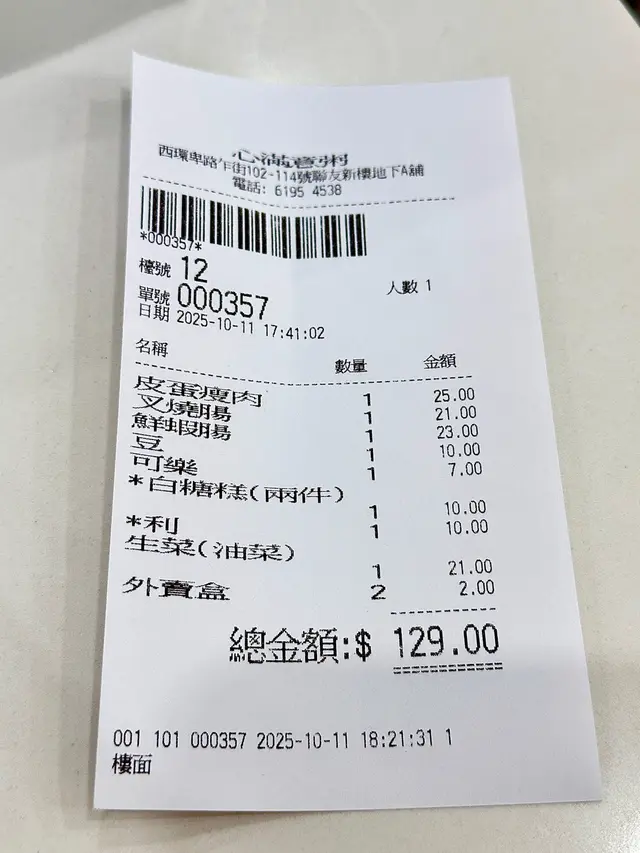 心滿意粥
西環卑路乍街102-114號聯友新樓地下A舖
電話: 6195 4538
*000357*
檯號 12 人數 1
單號 000357
日期 2025-10-11 17:41:02
名稱 數量 金額
皮蛋瘦肉 1 25.00
叉燒腸 1 21.00
鮮蝦腸 1 23.00
豆 1 10.00
可樂 1 7.00
*白糖糕(兩件)
1 10.00
*利 1 10.00
生菜(油菜)
1 21.00
外賣盒 2 2.00
總金額:$ 129.00
001 101 000357 2025-10-11 18:21:31 1
樓面